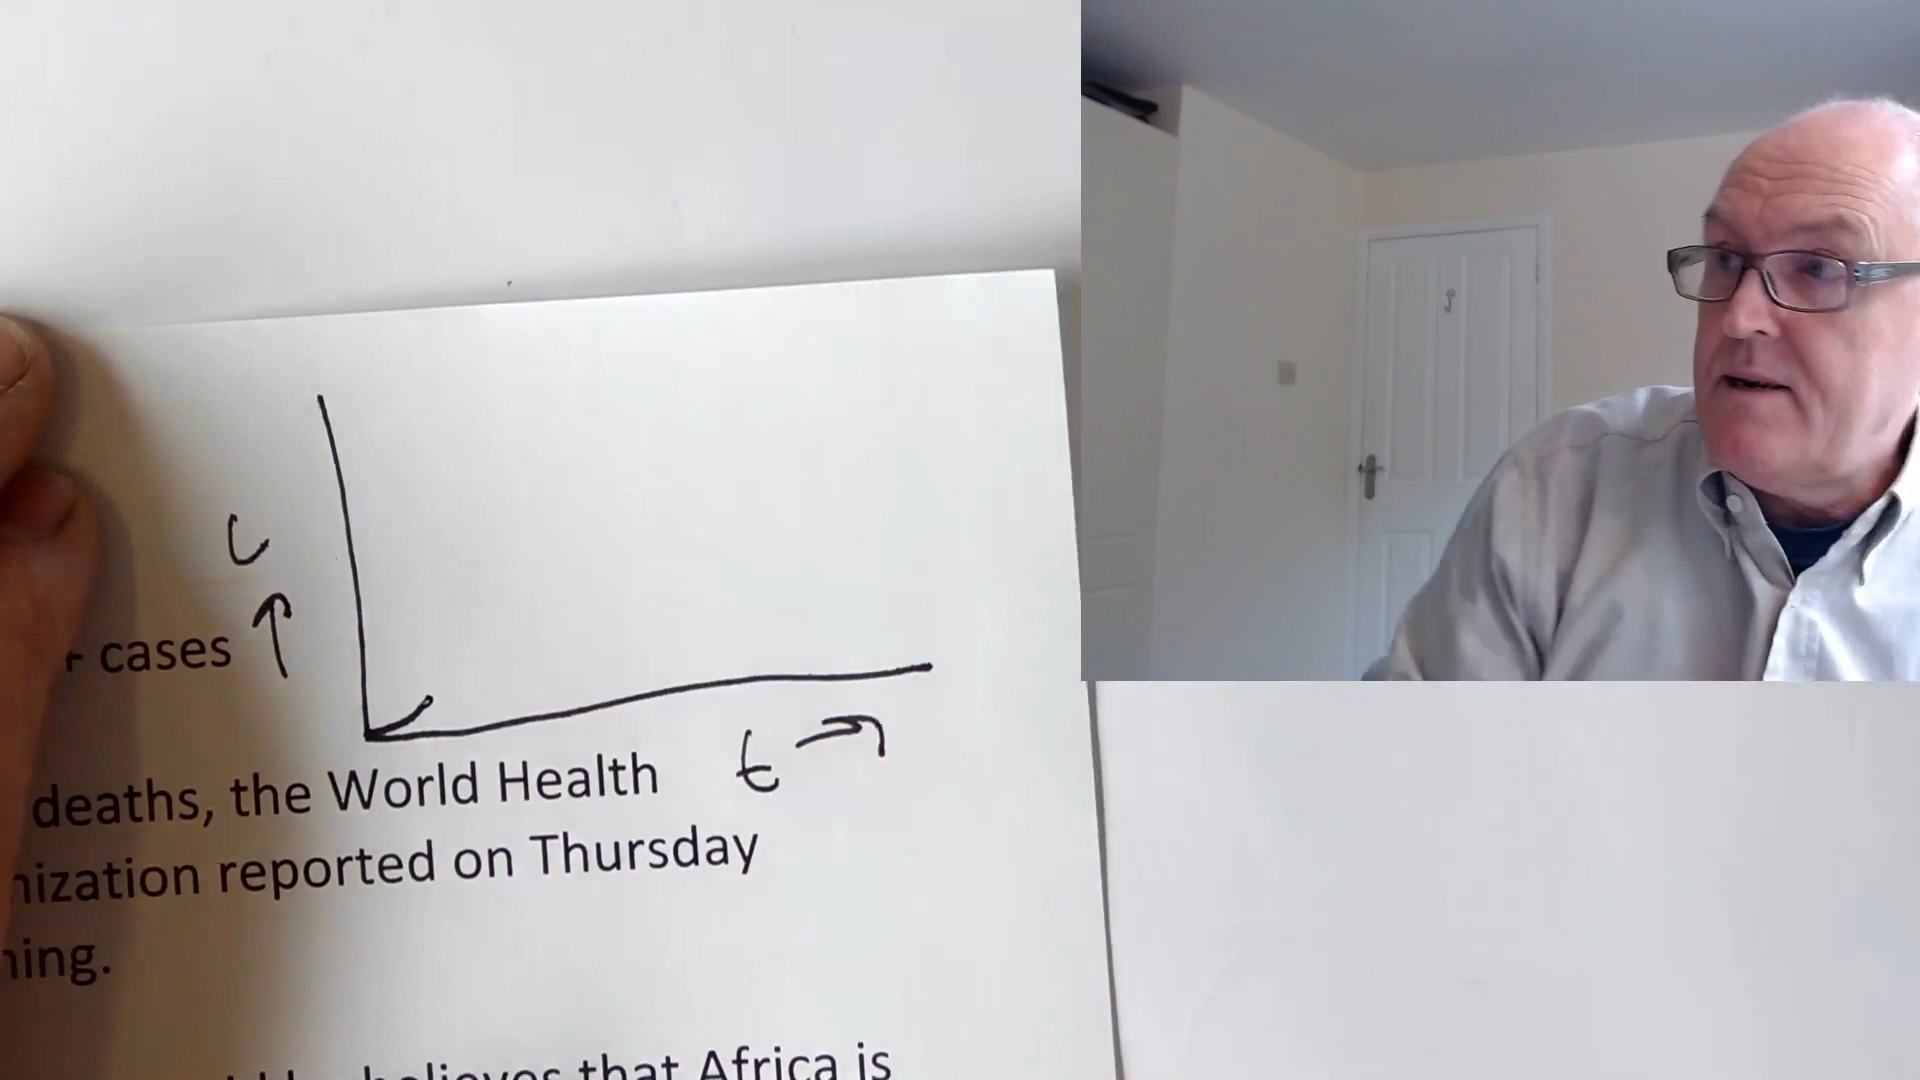 C
cases
t
deaths, the World Health
nization reported on Thursday
ning.
believes that Africa is